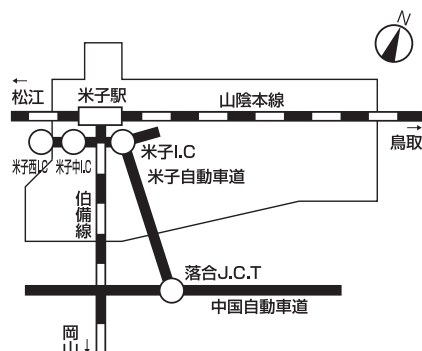 N
←
松江
米子駅
山陰本線
→
鳥取
米子西I.C
米子中I.C
米子I.C
米子自動車道
伯備線
落合J.C.T
中国自動車道
岡山
↓